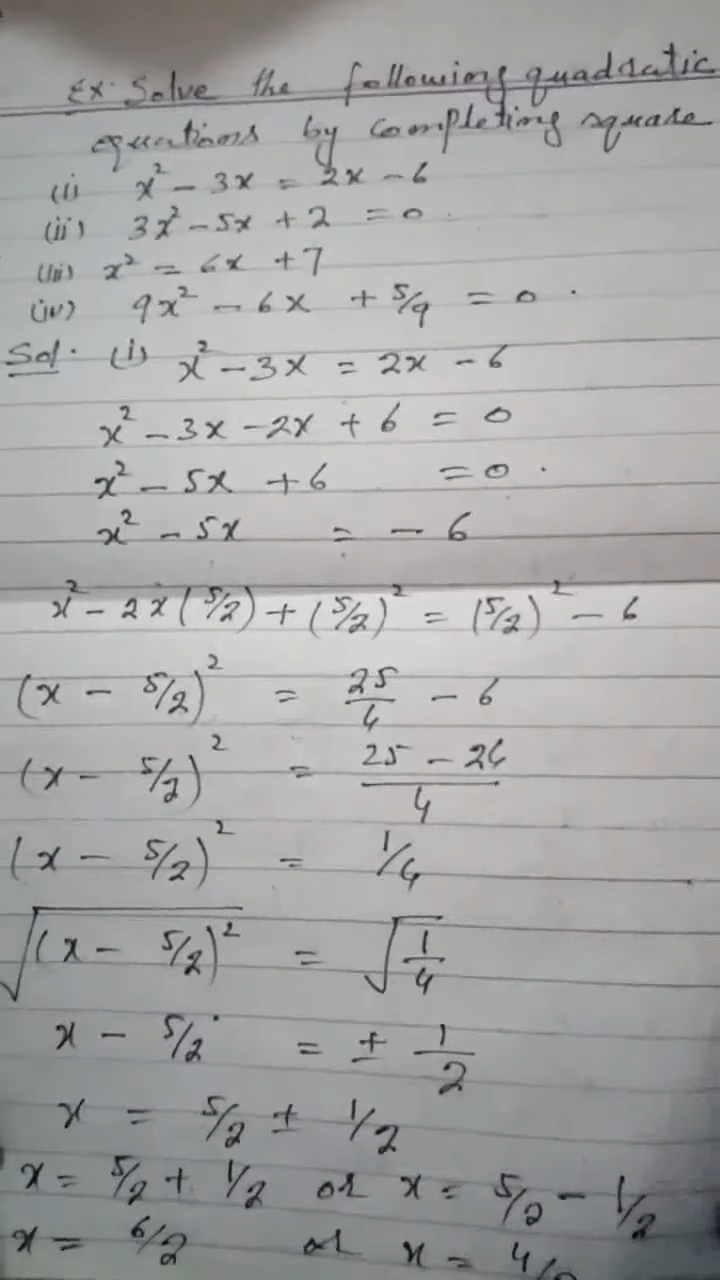 Ex: Solve the following quadratic
equations by completing square
(i) x² - 3x = 2x - 6
(ii) 3x² - 5x + 2 = 0.
(iii) x² = 6x + 7
(iv) 9x² - 6x + 5/9 = 0.
Sol. (i) x² - 3x = 2x - 6
x² - 3x - 2x + 6 = 0
x² - 5x + 6 = 0.
x² - 5x = - 6
x² - 2x(5/2) + (5/2)² = (5/2)² - 6
(x - 5/2)² = 25/4 - 6
(x - 5/2)² = (25 - 24)/4
(x - 5/2)² = 1/4
√(x - 5/2)² = √1/4
x - 5/2 = ± 1/2
x = 5/2 ± 1/2
x = 5/2 + 1/2 or x = 5/2 - 1/2
x = 6/2 or x = 4/